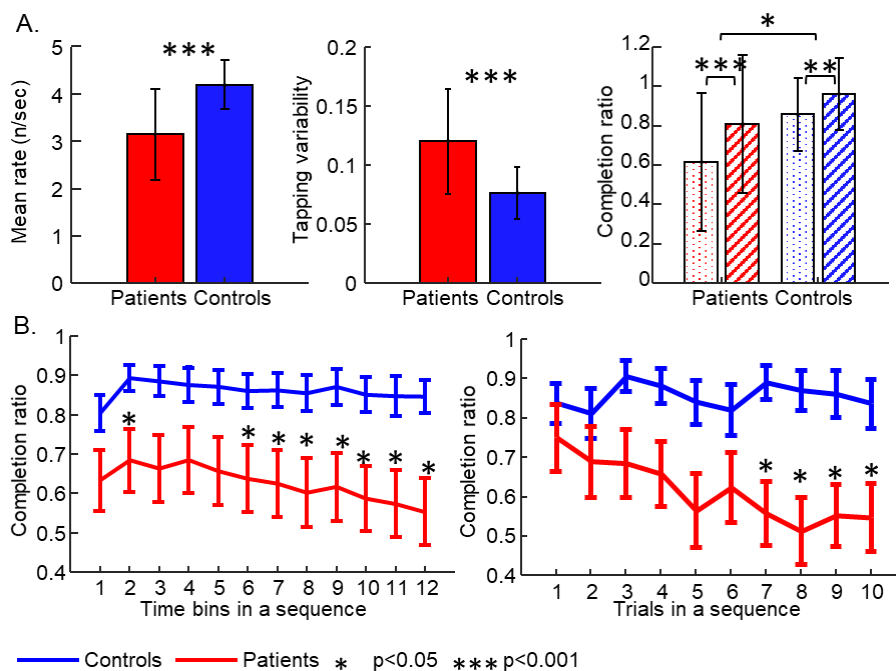 A.
Mean rate (n/sec)
5
4
3
2
1
0
***
Patients Controls
Tapping variability
0.2
0.15
0.1
0.05
0
***
Patients Controls
Completion ratio
1.2
1
0.8
0.6
0.4
0.2
0
*
***
**
Patients Controls
B.
Completion ratio
1
0.9
0.8
0.7
0.6
0.5
0.4
* * * * * * * *
1 2 3 4 5 6 7 8 9 10 11 12
Time bins in a sequence
Completion ratio
1
0.9
0.8
0.7
0.6
0.5
0.4
* * * *
1 2 3 4 5 6 7 8 9 10
Trials in a sequence
Controls Patients * p<0.05 *** p<0.001